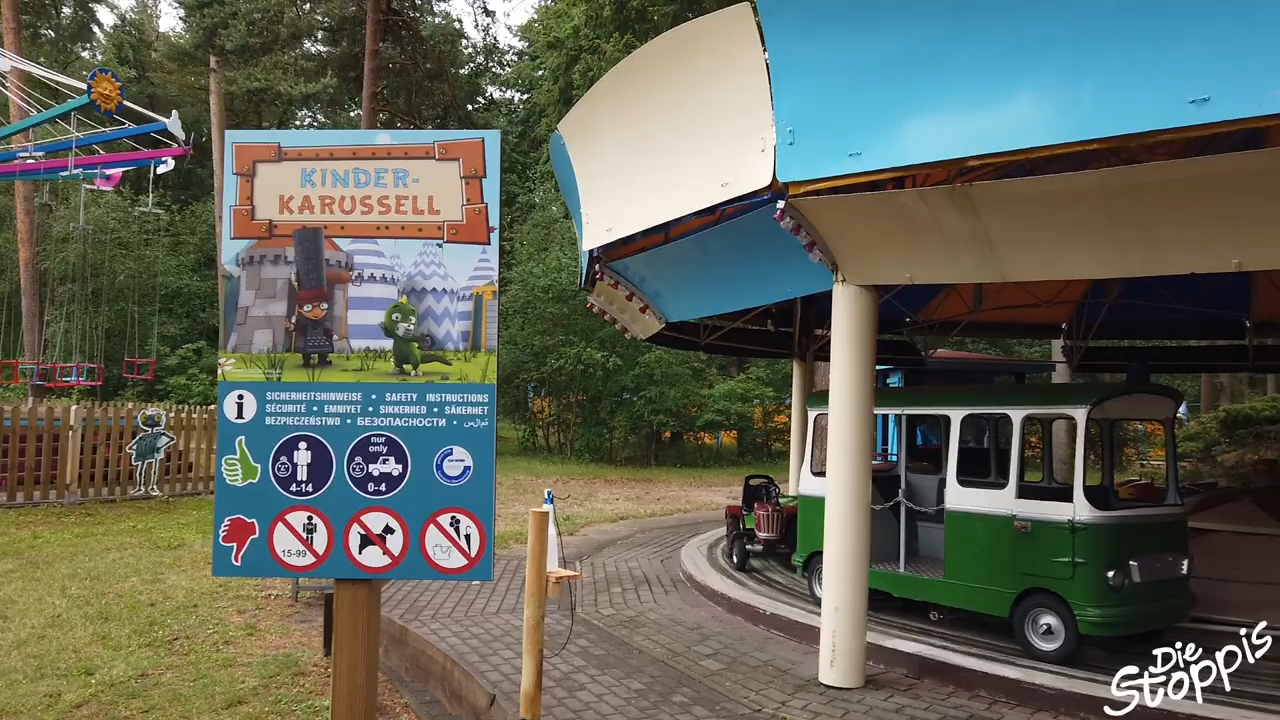 KINDER-
KARUSSELL
i
SICHERHEITSHINWEISE • SAFETY INSTRUCTIONS
SÉCURITÉ • EMNIYET • SIKKERHED • SÄKERHET
BEZPIECZEŃSTWO • БЕЗОПАСНОСТИ •
nur
only
4-14
0-4
15-99
Die
Stoppis